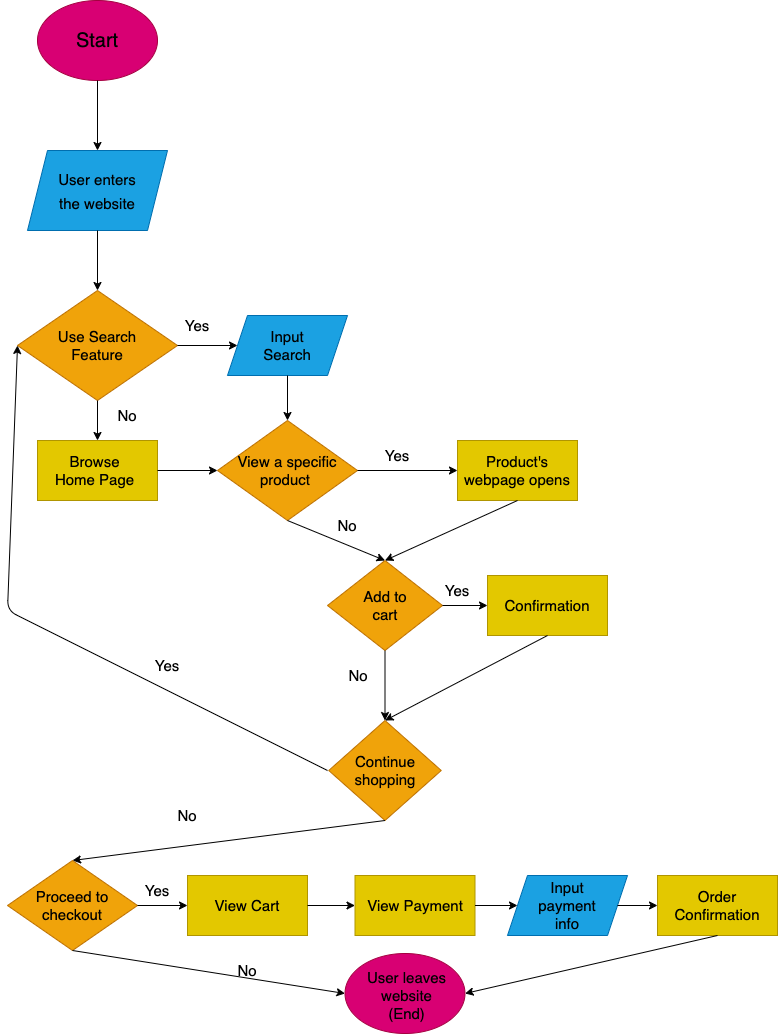 Start
User enters
the website
Use Search
Feature
Yes
Input
Search
No
Browse
Home Page
View a specific
product
Yes
Product's
webpage opens
No
Add to
cart
Yes
Confirmation
Yes
No
Continue
shopping
No
Proceed to
checkout
Yes
View Cart
View Payment
Input
payment
info
Order
Confirmation
No
User leaves
website
(End)